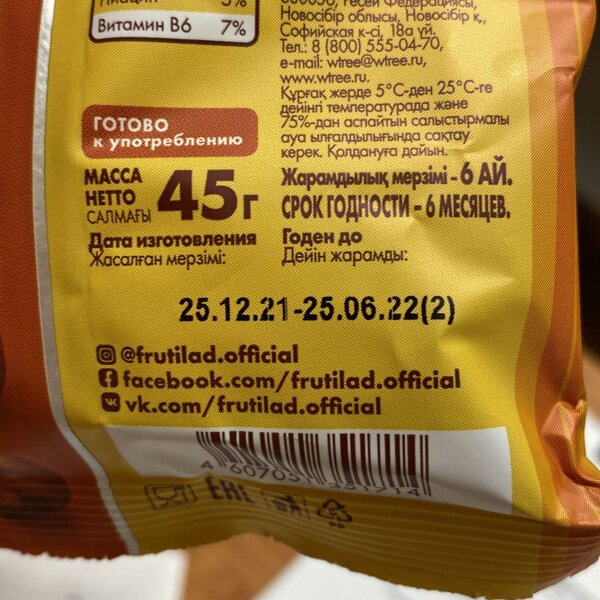 5%
Витамин B6 7%
Новосібір облысы, Новосібір қ.,
Софийская к-сі, 18а үй.
Тел.: 8 (800) 555-04-70,
e-mail: wtree@wtree.ru,
www.wtree.ru.
Құрғақ жерде 5°С-ден 25°С-ге
дейінгі температурада және
75%-дан аспайтын салыстырмалы
ауа ылғалдылығында сақтау
керек. Қолдануға дайын.
ГОТОВО
к употреблению
МАССА
НЕТТО
САЛМАҒЫ
45г
Жарамдылық мерзімі - 6 АЙ.
СРОК ГОДНОСТИ - 6 МЕСЯЦЕВ.
Дата изготовления
Жасалған мерзімі:
Годен до
Дейін жарамды:
25.12.21-25.06.22(2)
@frutilad.official
facebook.com/frutilad.official
vk.com/frutilad.official
EAC